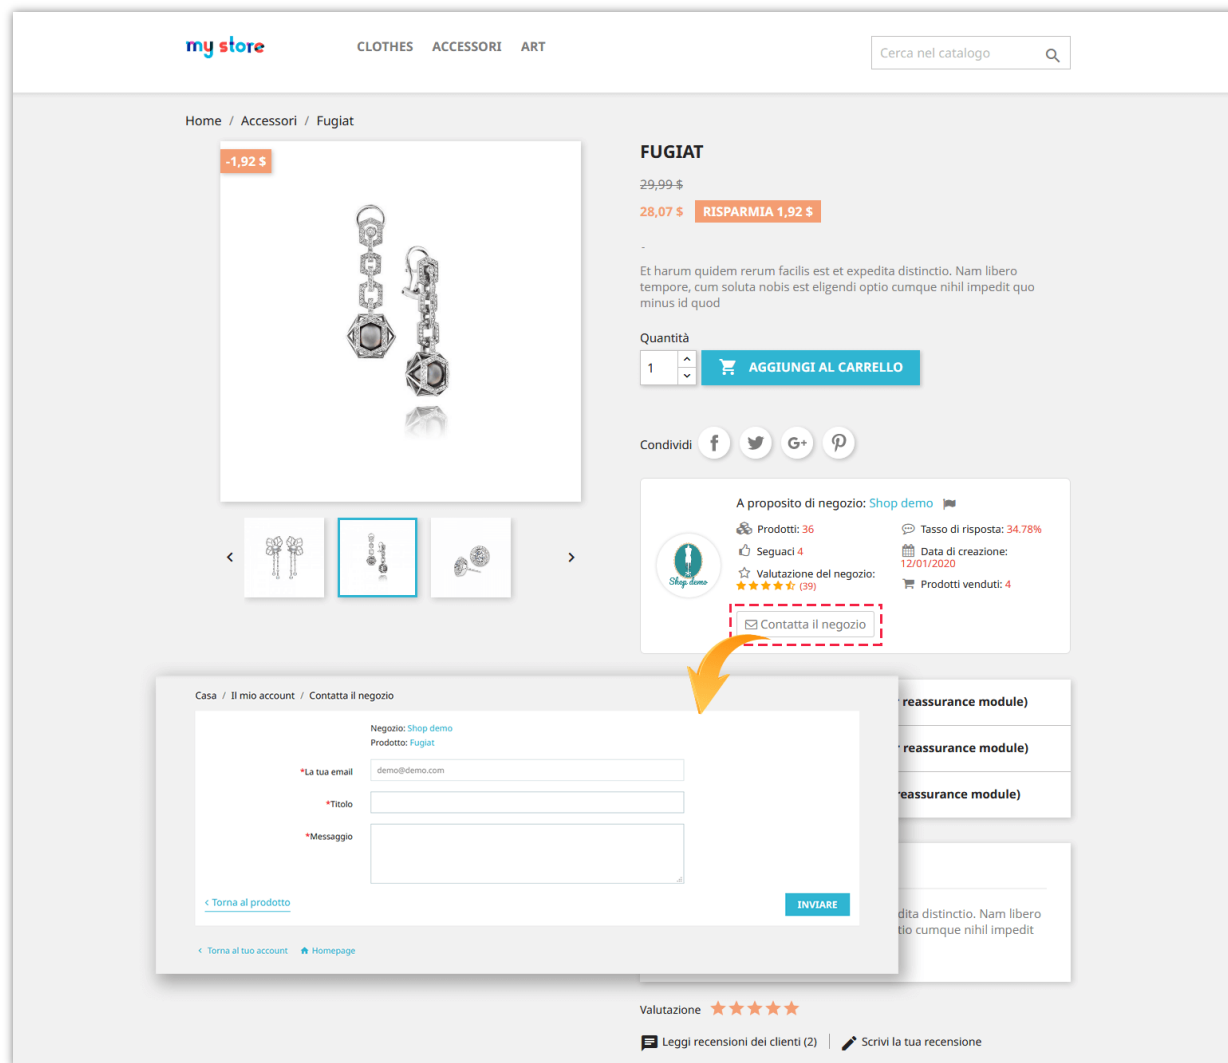 my store
CLOTHES ACCESSORI ART
Cerca nel catalogo
Home / Accessori / Fugiat
-1,92 $
FUGIAT
29,99 $
28,07 $ RISPARMIA 1,92 $
-
Et harum quidem rerum facilis est et expedita distinctio. Nam libero
tempore, cum soluta nobis est eligendi optio cumque nihil impedit quo
minus id quod
Quantità
1 AGGIUNGI AL CARRELLO
Condividi
A proposito di negozio: Shop demo
Prodotti: 36
Tasso di risposta: 34.78%
Seguaci 4
Data di creazione:
12/01/2020
Valutazione del negozio:
(39)
Prodotti venduti: 4
Shop demo
Contatta il negozio
Casa / Il mio account / Contatta il negozio
Negozio: Shop demo
Prodotto: Fugiat
*La tua email demo@demo.com
*Titolo
*Messaggio
< Torna al prodotto
INVIARE
< Torna al tuo account Homepage
reassurance module)
reassurance module)
reassurance module)
dita distinctio. Nam libero
tio cumque nihil impedit
Valutazione
Leggi recensioni dei clienti (2) Scrivi la tua recensione